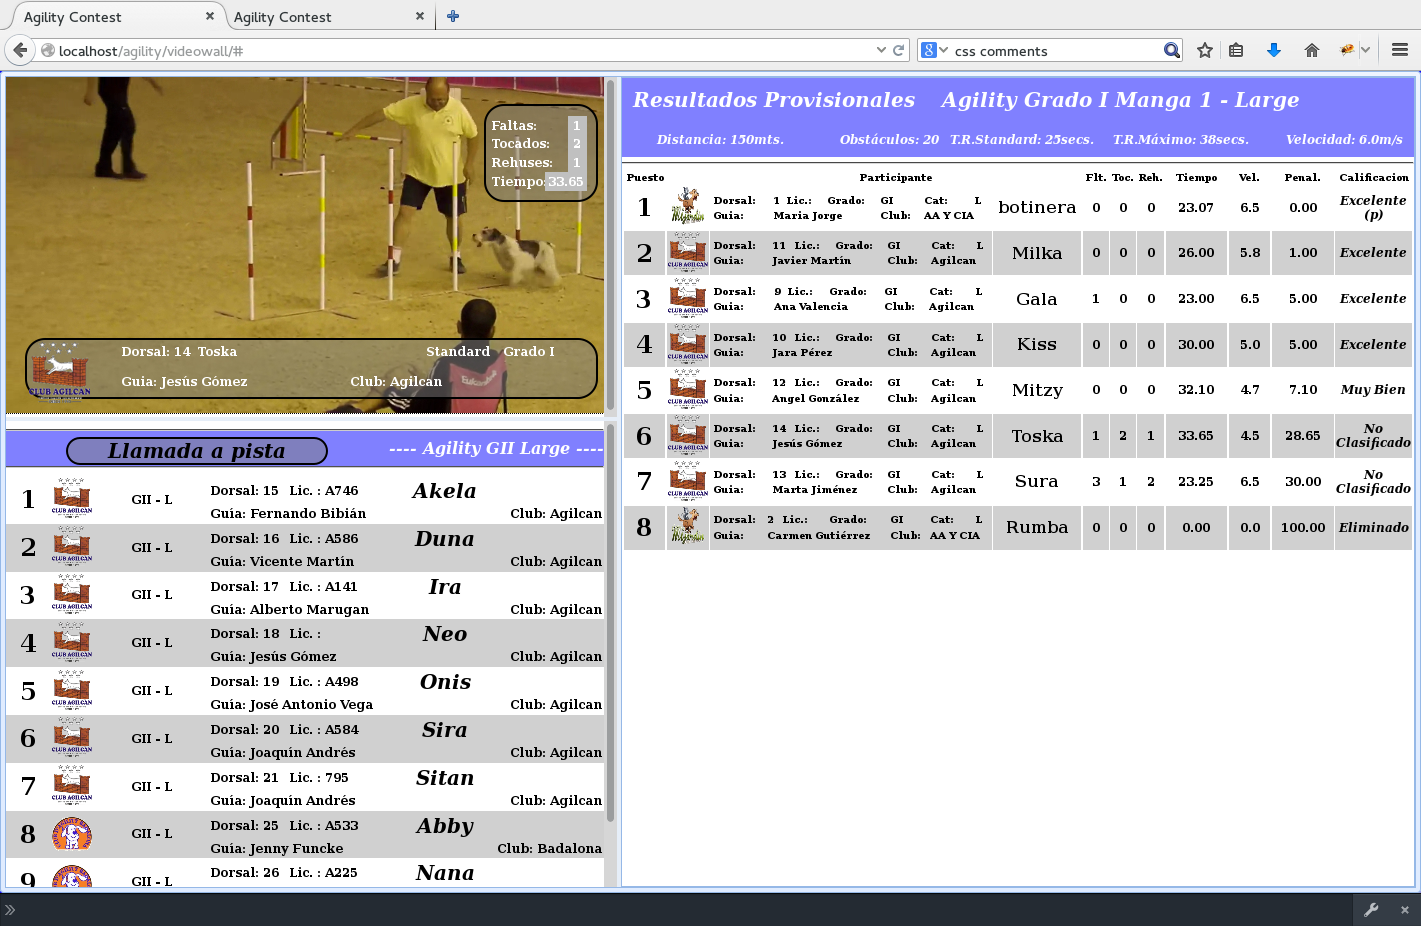 Agility Contest
Agility Contest
localhost/agility/videowall/#
css comments
Faltas: 1
Tocados: 2
Rehuses: 1
Tiempo: 33.65
CLUB AGILCAN
Dorsal: 14 Toska Standard Grado I
Guia: Jesús Gómez Club: Agilcan
Llamada a pista ---- Agility GII Large ----
1 GII - L Dorsal: 15 Lic. : A746 Akela
Guía: Fernando Bibián Club: Agilcan
2 GII - L Dorsal: 16 Lic. : A586 Duna
Guía: Vicente Martín Club: Agilcan
3 GII - L Dorsal: 17 Lic. : A141 Ira
Guía: Alberto Marugan Club: Agilcan
4 GII - L Dorsal: 18 Lic. : Neo
Guía: Jesús Gómez Club: Agilcan
5 GII - L Dorsal: 19 Lic. : A498 Onis
Guía: José Antonio Vega Club: Agilcan
6 GII - L Dorsal: 20 Lic. : A584 Sira
Guía: Joaquín Andrés Club: Agilcan
7 GII - L Dorsal: 21 Lic. : 795 Sitan
Guía: Joaquín Andrés Club: Agilcan
8 GII - L Dorsal: 25 Lic. : A533 Abby
Guía: Jenny Funcke Club: Badalona
9 GII - L Dorsal: 26 Lic. : A225 Nana
Resultados Provisionales Agility Grado I Manga 1 - Large
Distancia: 150mts. Obstáculos: 20 T.R.Standard: 25secs. T.R.Máximo: 38secs. Velocidad: 6.0m/s
Puesto Participante Flt. Toc. Reh. Tiempo Vel. Penal. Calificacion
1 Dorsal: 1 Lic.: Grado: GI Cat: L botinera 0 0 0 23.07 6.5 0.00 Excelente (p)
Guia: Maria Jorge Club: AA Y CIA
2 Dorsal: 11 Lic.: Grado: GI Cat: L Milka 0 0 0 26.00 5.8 1.00 Excelente
Guia: Javier Martín Club: Agilcan
3 Dorsal: 9 Lic.: Grado: GI Cat: L Gala 1 0 0 23.00 6.5 5.00 Excelente
Guia: Ana Valencia Club: Agilcan
4 Dorsal: 10 Lic.: Grado: GI Cat: L Kiss 0 0 0 30.00 5.0 5.00 Excelente
Guia: Jara Pérez Club: Agilcan
5 Dorsal: 12 Lic.: Grado: GI Cat: L Mitzy 0 0 0 32.10 4.7 7.10 Muy Bien
Guia: Angel González Club: Agilcan
6 Dorsal: 14 Lic.: Grado: GI Cat: L Toska 1 2 1 33.65 4.5 28.65 No Clasificado
Guia: Jesús Gómez Club: Agilcan
7 Dorsal: 13 Lic.: Grado: GI Cat: L Sura 3 1 2 23.25 6.5 30.00 No Clasificado
Guia: Marta Jiménez Club: Agilcan
8 Dorsal: 2 Lic.: Grado: GI Cat: L Rumba 0 0 0 0.00 0.0 100.00 Eliminado
Guia: Carmen Gutiérrez Club: AA Y CIA